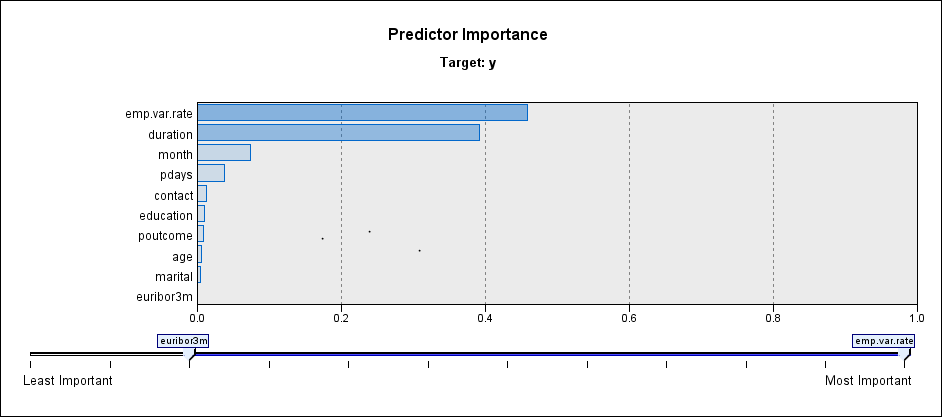 Predictor Importance
Target: y
emp.var.rate
duration
month
pdays
contact
education
poutcome
age
marital
euribor3m
0.0 0.2 0.4 0.6 0.8 1.0
euribor3m emp.var.rate
Least Important Most Important